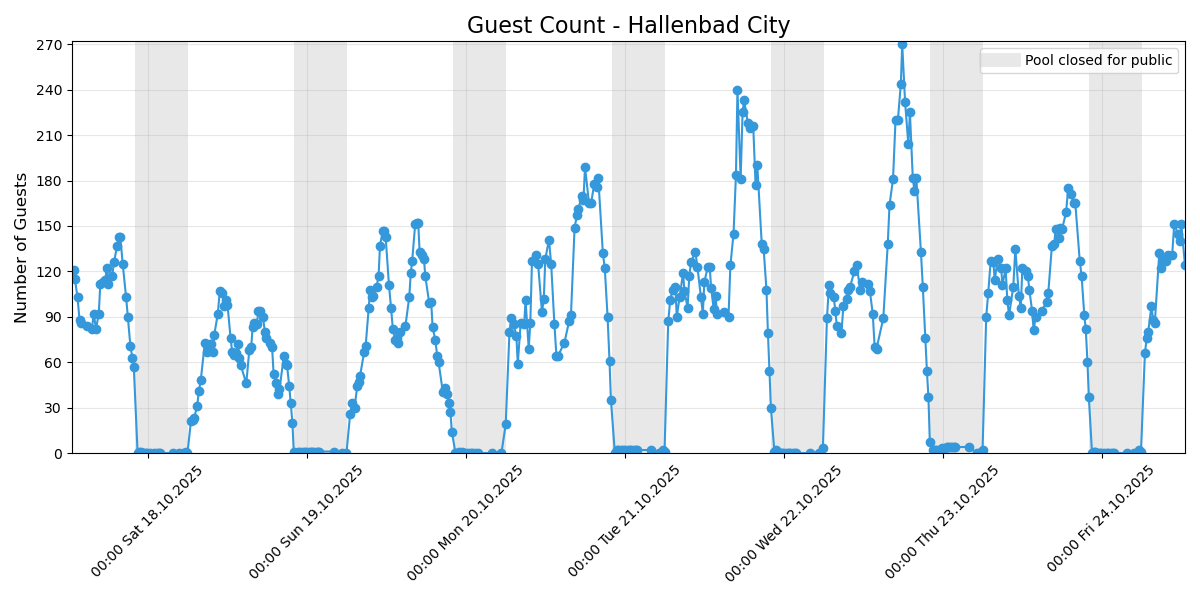 Guest Count - Hallenbad City
Pool closed for public
Number of Guests
270
240
210
180
150
120
90
60
30
0
00:00 Sat 18.10.2025
00:00 Sun 19.10.2025
00:00 Mon 20.10.2025
00:00 Tue 21.10.2025
00:00 Wed 22.10.2025
00:00 Thu 23.10.2025
00:00 Fri 24.10.2025